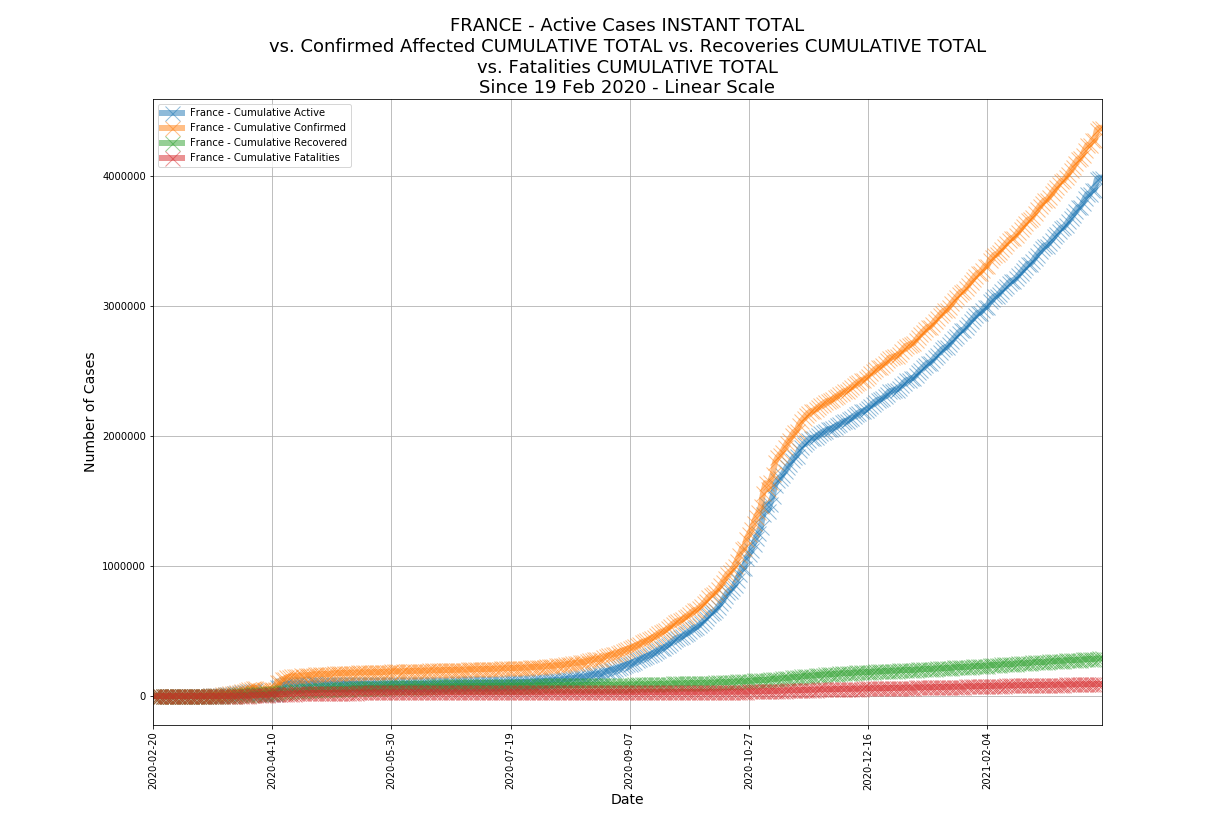 FRANCE - Active Cases INSTANT TOTAL
vs. Confirmed Affected CUMULATIVE TOTAL vs. Recoveries CUMULATIVE TOTAL
vs. Fatalities CUMULATIVE TOTAL
Since 19 Feb 2020 - Linear Scale
France - Cumulative Active
France - Cumulative Confirmed
France - Cumulative Recovered
France - Cumulative Fatalities
Number of Cases
4000000
3000000
2000000
1000000
0
2020-02-20
2020-04-10
2020-05-30
2020-07-19
2020-09-07
2020-10-27
2020-12-16
2021-02-04
Date